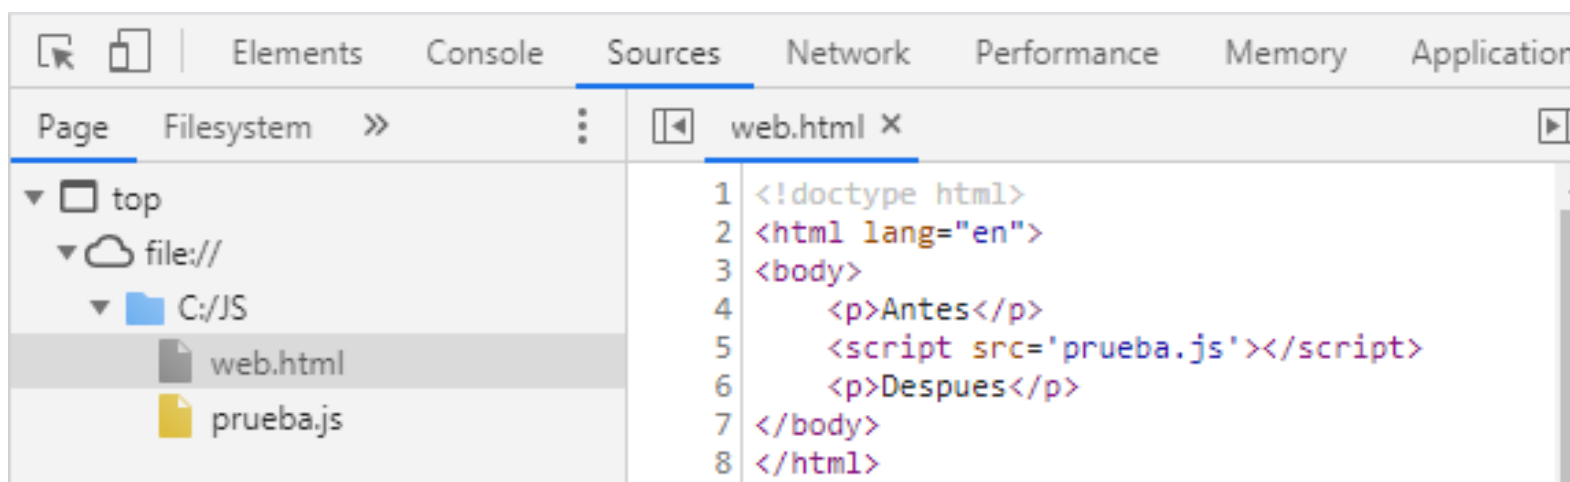 Elements Console Sources Network Performance Memory Application
Page Filesystem » web.html ×
top
file://
C:/JS
web.html
prueba.js
1 <!doctype html>
2 <html lang="en">
3 <body>
4 <p>Antes</p>
5 <script src='prueba.js'></script>
6 <p>Despues</p>
7 </body>
8 </html>